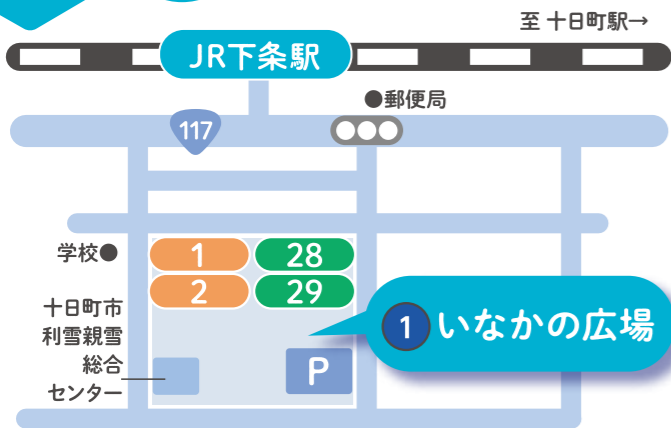 至 十日町駅→
JR下条駅
●郵便局
117
学校●
1
28
2
29
十日町市
利雪親雪
総合
センター
P
1 いなかの広場